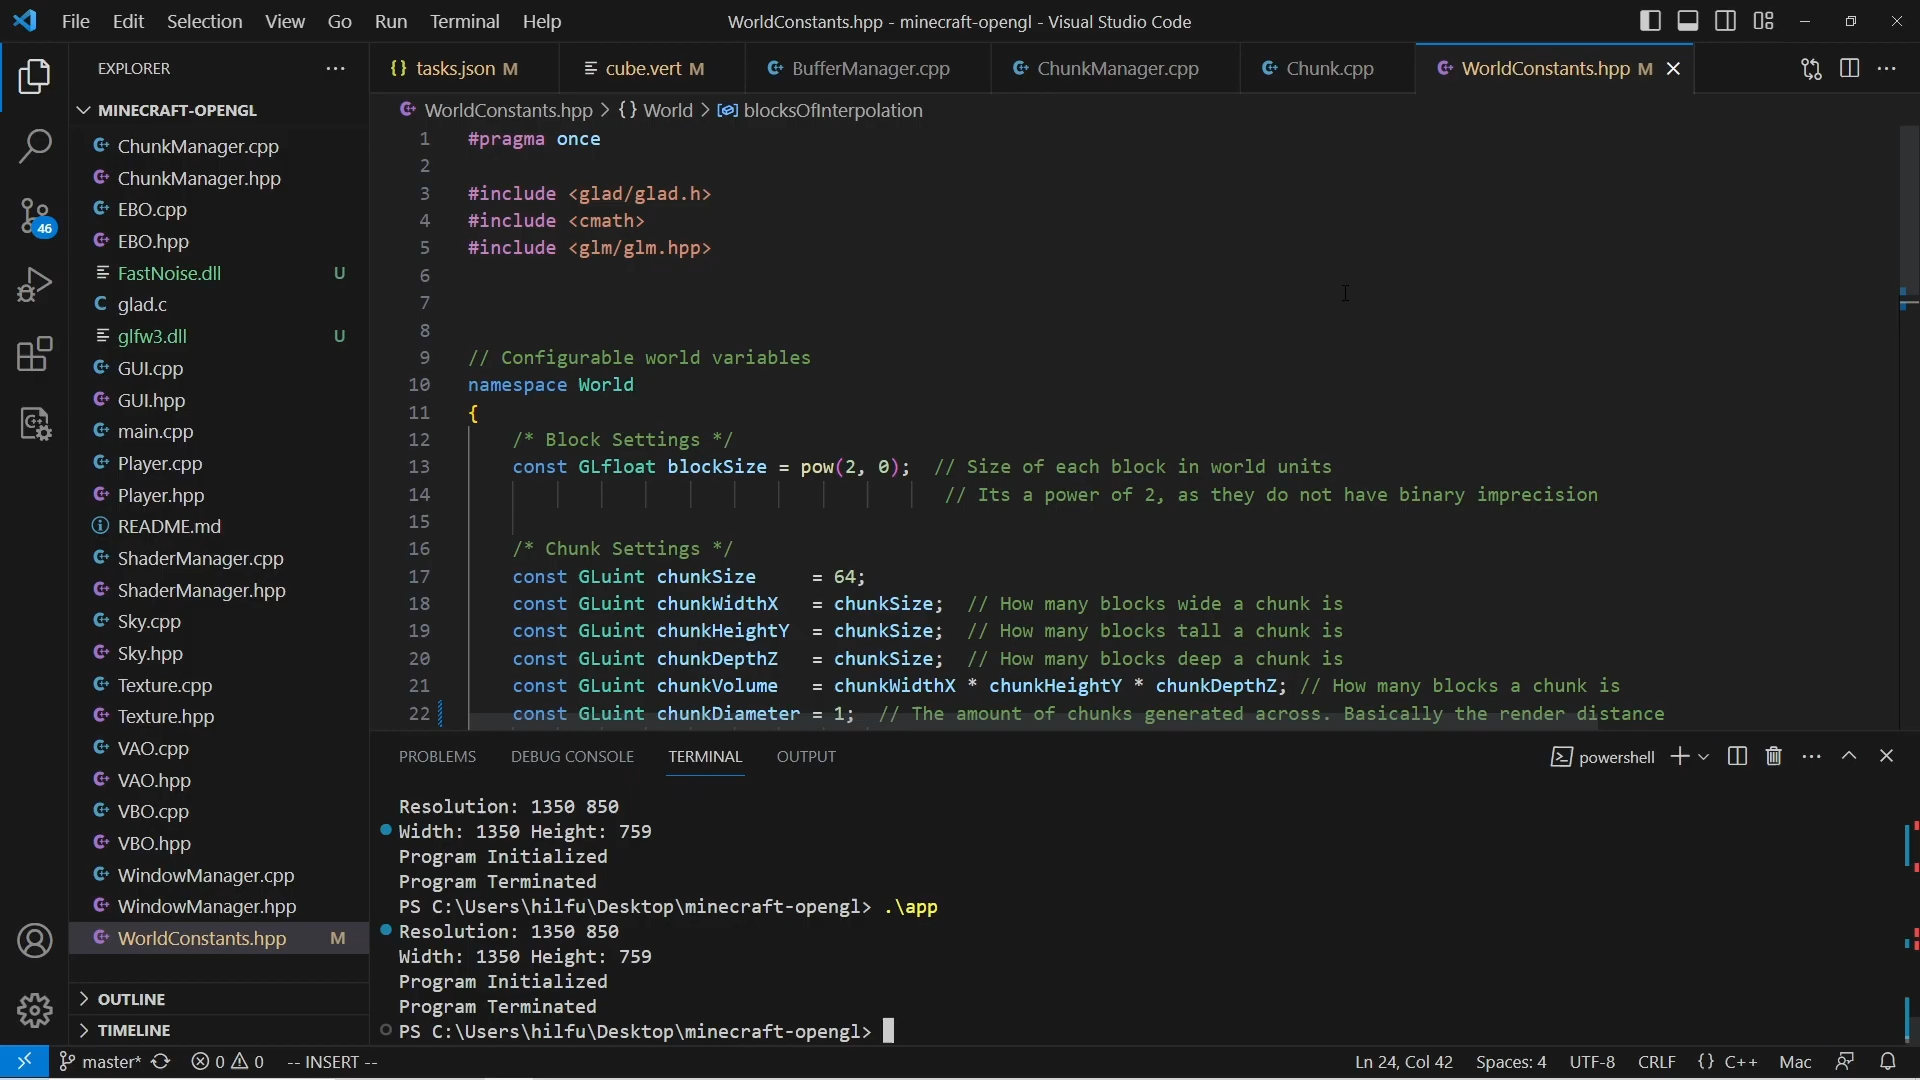 File Edit Selection View Go Run Terminal Help
WorldConstants.hpp - minecraft-opengl - Visual Studio Code
EXPLORER
MINECRAFT-OPENGL
ChunkManager.cpp
ChunkManager.hpp
EBO.cpp
EBO.hpp
FastNoise.dll U
glad.c
glfw3.dll U
GUI.cpp
GUI.hpp
main.cpp
Player.cpp
Player.hpp
README.md
ShaderManager.cpp
ShaderManager.hpp
Sky.cpp
Sky.hpp
Texture.cpp
Texture.hpp
VAO.cpp
VAO.hpp
VBO.cpp
VBO.hpp
WindowManager.cpp
WindowManager.hpp
WorldConstants.hpp M
OUTLINE
TIMELINE
46
{} tasks.json M cube.vert M BufferManager.cpp ChunkManager.cpp Chunk.cpp WorldConstants.hpp M
WorldConstants.hpp > {} World > blocksOfInterpolation
1 #pragma once
2
3 #include <glad/glad.h>
4 #include <cmath>
5 #include <glm/glm.hpp>
6
7
8
9 // Configurable world variables
10 namespace World
11 {
12 /* Block Settings */
13 const GLfloat blockSize = pow(2, 0); // Size of each block in world units
14 // Its a power of 2, as they do not have binary imprecision
15
16 /* Chunk Settings */
17 const GLuint chunkSize = 64;
18 const GLuint chunkWidthX = chunkSize; // How many blocks wide a chunk is
19 const GLuint chunkHeightY = chunkSize; // How many blocks tall a chunk is
20 const GLuint chunkDepthZ = chunkSize; // How many blocks deep a chunk is
21 const GLuint chunkVolume = chunkWidthX * chunkHeightY * chunkDepthZ; // How many blocks a chunk is
22 const GLuint chunkDiameter = 1; // The amount of chunks generated across. Basically the render distance
PROBLEMS DEBUG CONSOLE TERMINAL OUTPUT
powershell
Resolution: 1350 850
Width: 1350 Height: 759
Program Initialized
Program Terminated
PS C:\Users\hilfu\Desktop\minecraft-opengl> .\app
Resolution: 1350 850
Width: 1350 Height: 759
Program Initialized
Program Terminated
PS C:\Users\hilfu\Desktop\minecraft-opengl>
master* 0 0 -- INSERT -- Ln 24, Col 42 Spaces: 4 UTF-8 CRLF {} C++ Mac